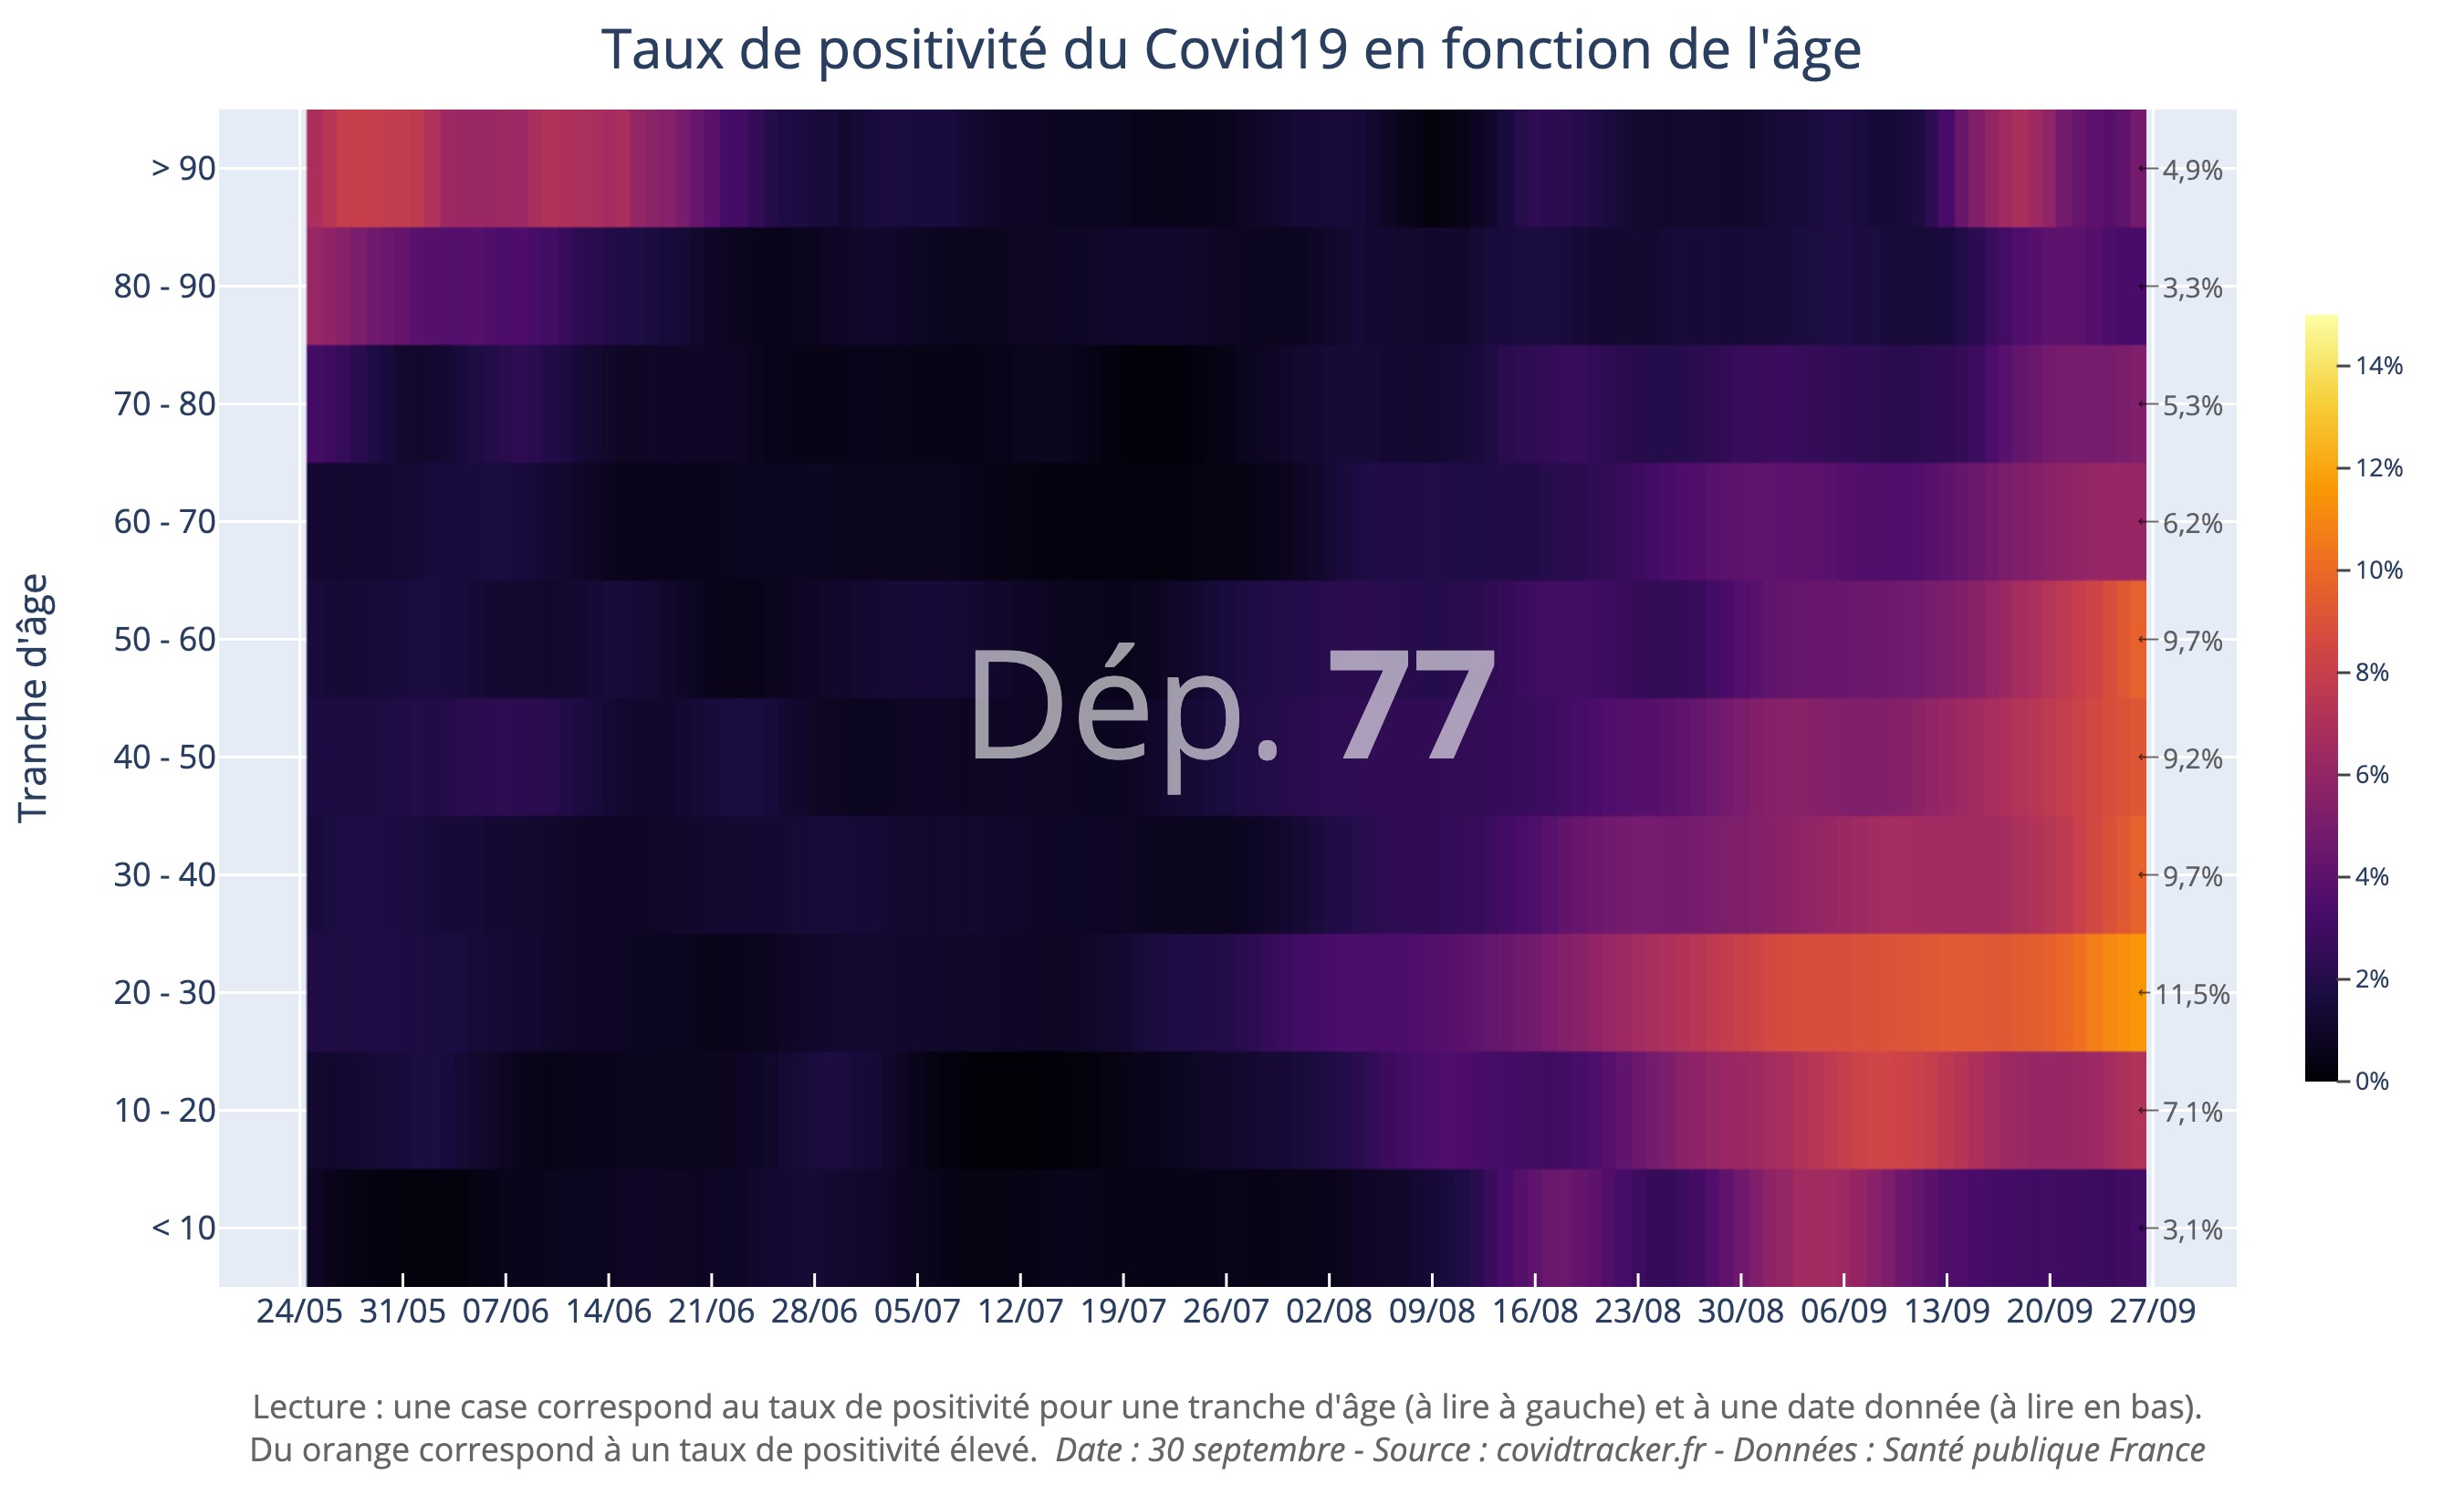 Taux de positivité du Covid19 en fonction de l'âge
Tranche d'âge
> 90
80 - 90
70 - 80
60 - 70
50 - 60
40 - 50
30 - 40
20 - 30
10 - 20
< 10
Dép. 77
4,9%
3,3%
5,3%
6,2%
9,7%
9,2%
9,7%
11,5%
7,1%
3,1%
14%
12%
10%
8%
6%
4%
2%
0%
24/05 31/05 07/06 14/06 21/06 28/06 05/07 12/07 19/07 26/07 02/08 09/08 16/08 23/08 30/08 06/09 13/09 20/09 27/09
Lecture : une case correspond au taux de positivité pour une tranche d'âge (à lire à gauche) et à une date donnée (à lire en bas).
Du orange correspond à un taux de positivité élevé. Date : 30 septembre - Source : covidtracker.fr - Données : Santé publique France